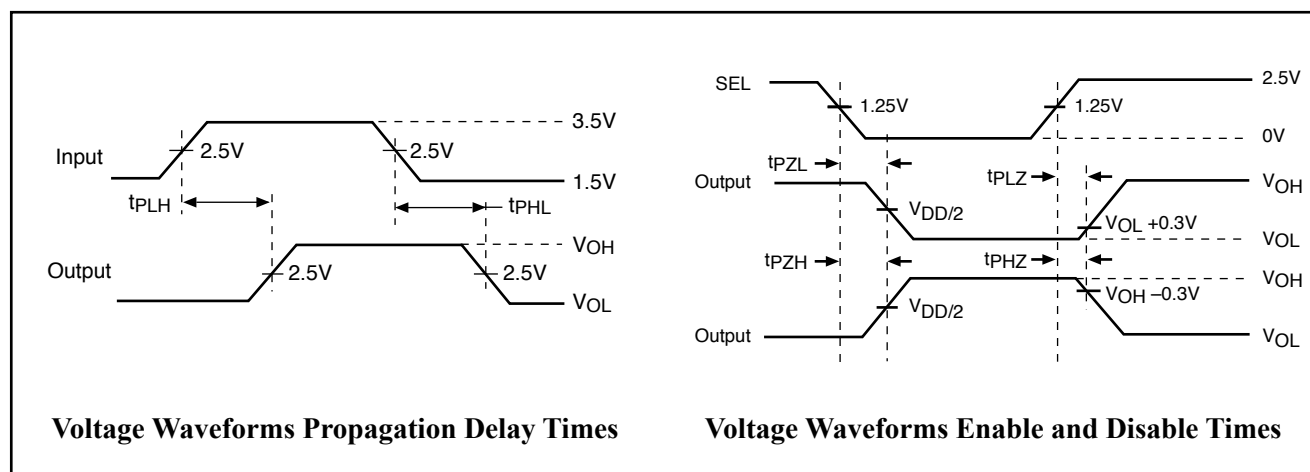 3.5V
Input
2.5V
2.5V
1.5V
tPLH
tPHL
VOH
Output
2.5V
2.5V
VOL
Voltage Waveforms Propagation Delay Times
SEL
2.5V
1.25V
1.25V
0V
tPZL
tPLZ
Output
VOH
VDD/2
VOL +0.3V
VOL
tPZH
tPHZ
VOH
VOH –0.3V
VDD/2
Output
VOL
Voltage Waveforms Enable and Disable Times